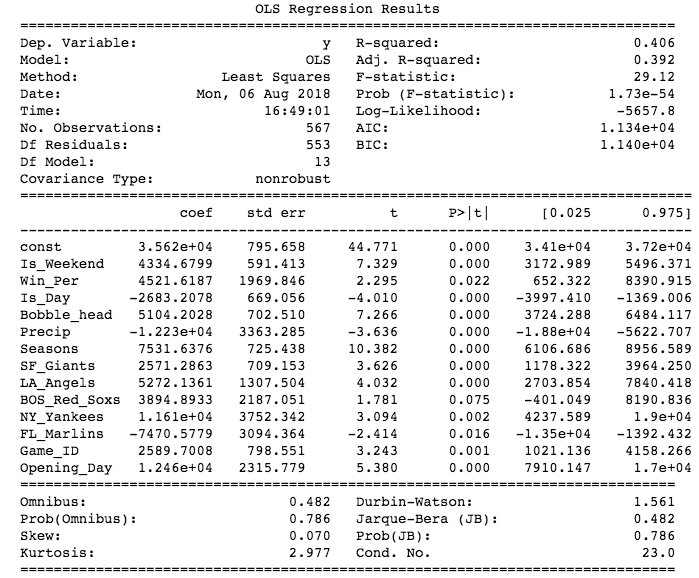 OLS Regression Results
==============================================================================
Dep. Variable: y R-squared: 0.406
Model: OLS Adj. R-squared: 0.392
Method: Least Squares F-statistic: 29.12
Date: Mon, 06 Aug 2018 Prob (F-statistic): 1.73e-54
Time: 16:49:01 Log-Likelihood: -5657.8
No. Observations: 567 AIC: 1.134e+04
Df Residuals: 553 BIC: 1.140e+04
Df Model: 13
Covariance Type: nonrobust
================================================================================
coef std err t P>|t| [0.025 0.975]
--------------------------------------------------------------------------------
const 3.562e+04 795.658 44.771 0.000 3.41e+04 3.72e+04
Is_Weekend 4334.6799 591.413 7.329 0.000 3172.989 5496.371
Win_Per 4521.6187 1969.846 2.295 0.022 652.322 8390.915
Is_Day -2683.2078 669.056 -4.010 0.000 -3997.410 -1369.006
Bobble_head 5104.2028 702.510 7.266 0.000 3724.288 6484.117
Precip -1.223e+04 3363.285 -3.636 0.000 -1.88e+04 -5622.707
Seasons 7531.6376 725.438 10.382 0.000 6106.686 8956.589
SF_Giants 2571.2863 709.153 3.626 0.000 1178.322 3964.250
LA_Angels 5272.1361 1307.504 4.032 0.000 2703.854 7840.418
BOS_Red_Soxs 3894.8933 2187.051 1.781 0.075 -401.049 8190.836
NY_Yankees 1.161e+04 3752.342 3.094 0.002 4237.589 1.9e+04
FL_Marlins -7470.5779 3094.364 -2.414 0.016 -1.35e+04 -1392.432
Game_ID 2589.7008 798.551 3.243 0.001 1021.136 4158.266
Opening_Day 1.246e+04 2315.779 5.380 0.000 7910.147 1.7e+04
==============================================================================
Omnibus: 0.482 Durbin-Watson: 1.561
Prob(Omnibus): 0.786 Jarque-Bera (JB): 0.482
Skew: 0.070 Prob(JB): 0.786
Kurtosis: 2.977 Cond. No. 23.0
==============================================================================